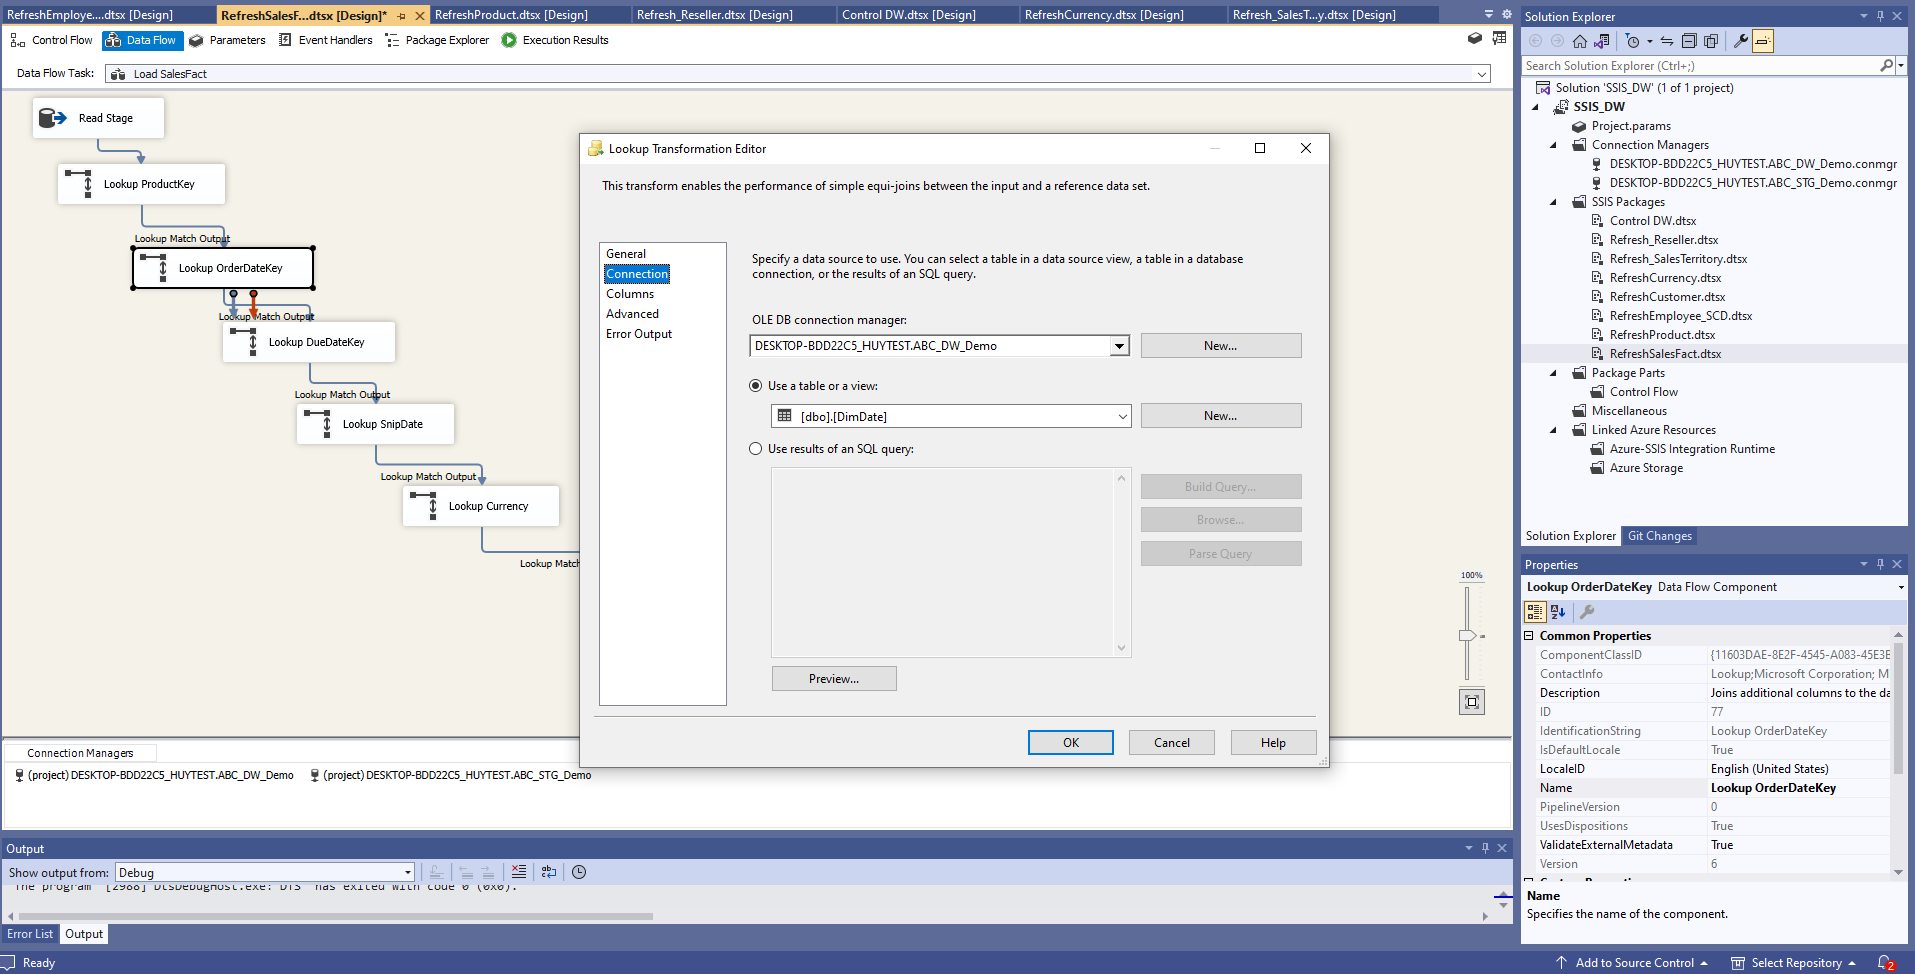 RefreshEmploye....dtsx [Design]
RefreshSalesF...dtsx [Design]*
RefreshProduct.dtsx [Design]
Refresh_Reseller.dtsx [Design]
Control DW.dtsx [Design]
RefreshCurrency.dtsx [Design]
Refresh_SalesT...y.dtsx [Design]
Control Flow
Data Flow
Parameters
Event Handlers
Package Explorer
Execution Results
Data Flow Task:
Load SalesFact
Read Stage
Lookup ProductKey
Lookup Match Output
Lookup OrderDateKey
Lookup Match Output
Lookup DueDateKey
Lookup Match Output
Lookup SnipDate
Lookup Match Output
Lookup Currency
Lookup Match
Lookup Transformation Editor
This transform enables the performance of simple equi-joins between the input and a reference data set.
General
Connection
Columns
Advanced
Error Output
Specify a data source to use. You can select a table in a data source view, a table in a database
connection, or the results of an SQL query.
OLE DB connection manager:
DESKTOP-BDD22C5_HUYTEST.ABC_DW_Demo
New...
Use a table or a view:
[dbo].[DimDate]
New...
Use results of an SQL query:
Build Query...
Browse...
Parse Query
Preview...
OK
Cancel
Help
100%
Connection Managers
(project) DESKTOP-BDD22C5_HUYTEST.ABC_DW_Demo
(project) DESKTOP-BDD22C5_HUYTEST.ABC_STG_Demo
Output
Show output from:
Debug
The program '[2988] DtsDebugHost.exe: DTS' has exited with code 0 (0x0).
Error List
Output
Ready
Add to Source Control
Select Repository
2
Solution Explorer
Search Solution Explorer (Ctrl+;)
Solution 'SSIS_DW' (1 of 1 project)
SSIS_DW
Project.params
Connection Managers
DESKTOP-BDD22C5_HUYTEST.ABC_DW_Demo.conmgr
DESKTOP-BDD22C5_HUYTEST.ABC_STG_Demo.conmgr
SSIS Packages
Control DW.dtsx
Refresh_Reseller.dtsx
Refresh_SalesTerritory.dtsx
RefreshCurrency.dtsx
RefreshCustomer.dtsx
RefreshEmployee_SCD.dtsx
RefreshProduct.dtsx
RefreshSalesFact.dtsx
Package Parts
Control Flow
Miscellaneous
Linked Azure Resources
Azure-SSIS Integration Runtime
Azure Storage
Solution Explorer
Git Changes
Properties
Lookup OrderDateKey Data Flow Component
Common Properties
ComponentClassID {11603DAE-8E2F-4545-A083-45E3E
ContactInfo Lookup;Microsoft Corporation; M
Description Joins additional columns to the da
ID 77
IdentificationString Lookup OrderDateKey
IsDefaultLocale True
LocaleID English (United States)
Name Lookup OrderDateKey
PipelineVersion 0
UsesDispositions True
ValidateExternalMetadata True
Version 6
Name
Specifies the name of the component.